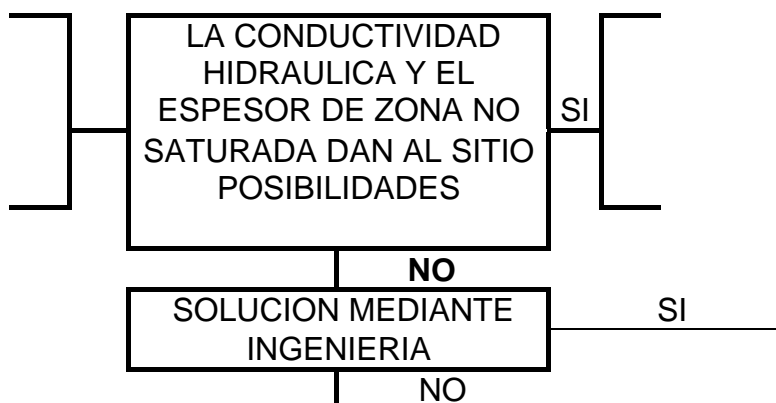 LA CONDUCTIVIDAD
HIDRAULICA Y EL
ESPESOR DE ZONA NO
SATURADA DAN AL SITIO
POSIBILIDADES
SI
NO
SOLUCION MEDIANTE
INGENIERIA
SI
NO